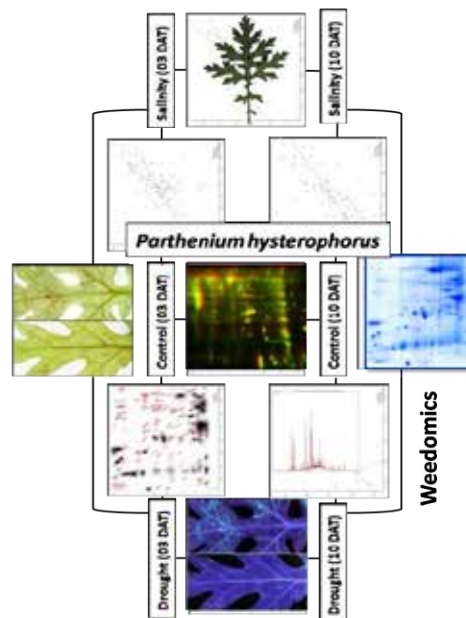 Salinity (03 DAT)
Salinity (10 DAT)
Parthenium hysterophorus
Control (03 DAT)
Control (10 DAT)
Weedomics
Drought (03 DAT)
Drought (10 DAT)